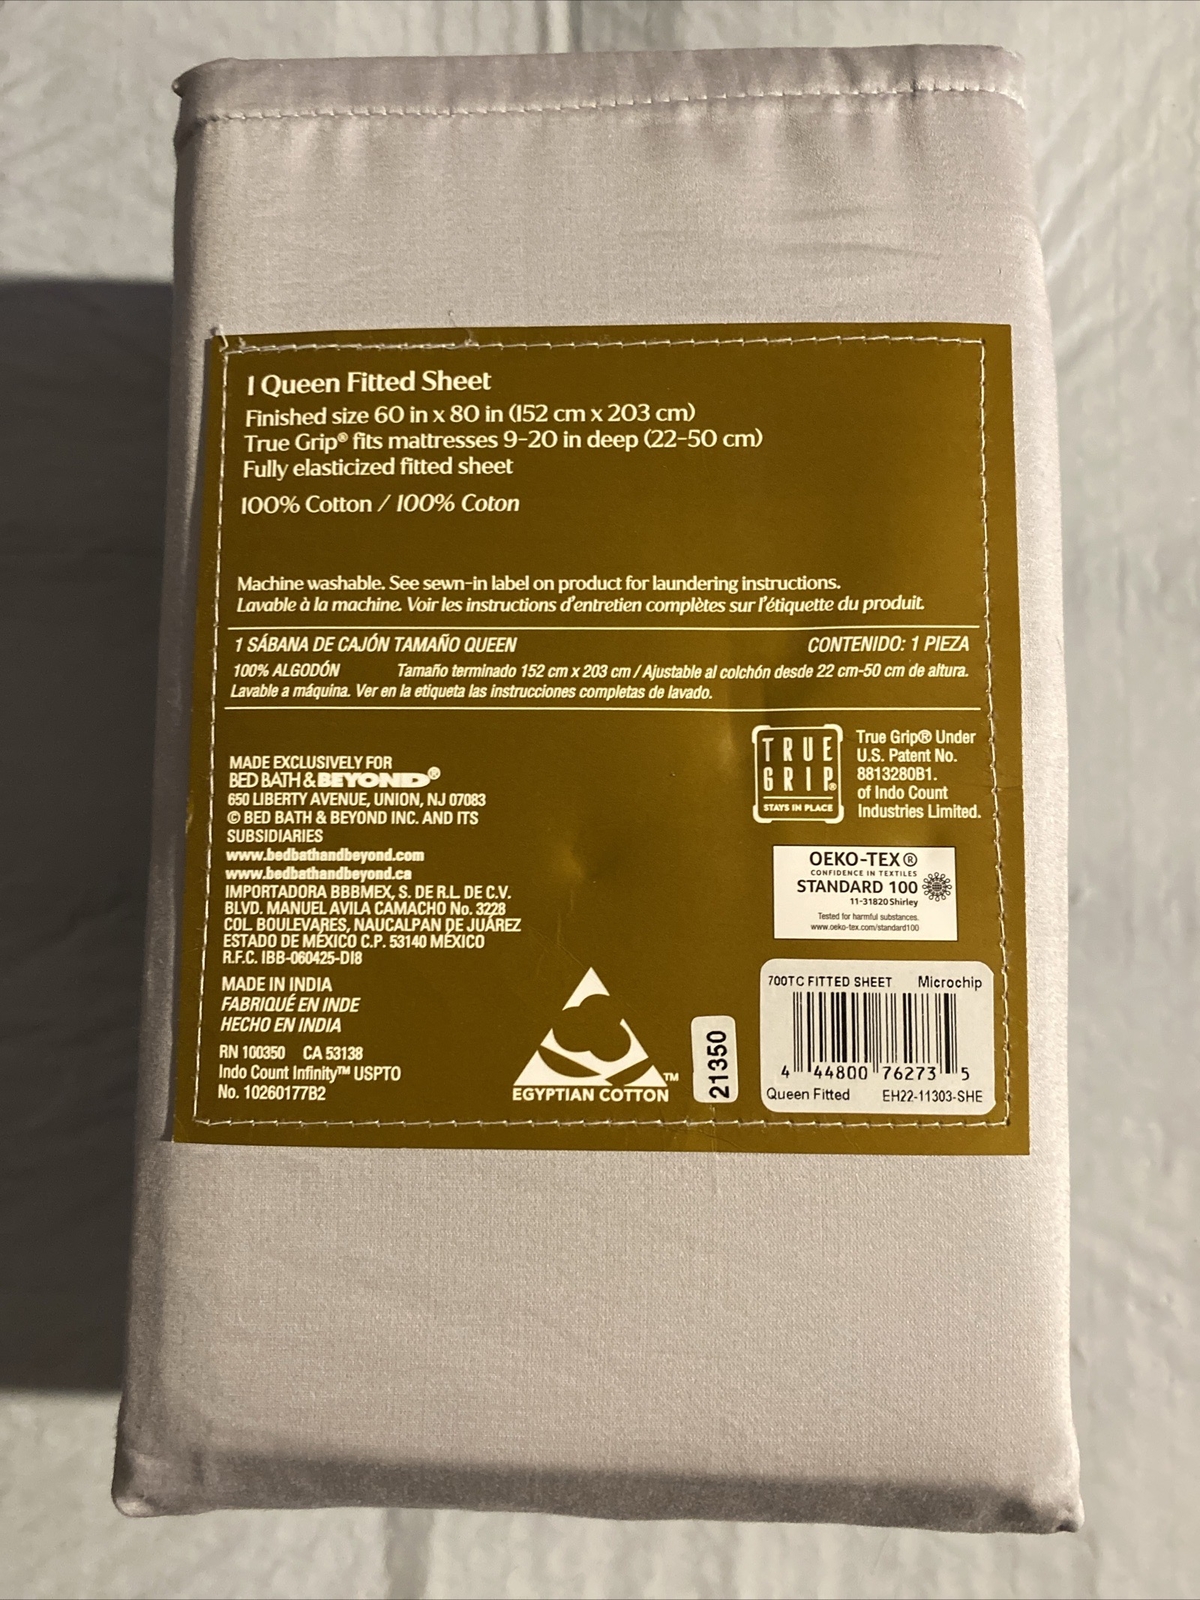 1 Queen Fitted Sheet
Finished size 60 in x 80 in (152 cm x 203 cm)
True Grip® fits mattresses 9-20 in deep (22-50 cm)
Fully elasticized fitted sheet
100% Cotton / 100% Coton
Machine washable. See sewn-in label on product for laundering instructions.
Lavable à la machine. Voir les instructions d'entretien complètes sur l'étiquette du produit.
1 SÁBANA DE CAJÓN TAMAÑO QUEEN CONTENIDO: 1 PIEZA
100% ALGODÓN Tamaño terminado 152 cm x 203 cm / Ajustable al colchón desde 22 cm-50 cm de altura.
Lavable a máquina. Ver en la etiqueta las instrucciones completas de lavado.
MADE EXCLUSIVELY FOR
BED BATH & BEYOND®
650 LIBERTY AVENUE, UNION, NJ 07083
© BED BATH & BEYOND INC. AND ITS
SUBSIDIARIES
www.bedbathandbeyond.com
www.bedbathandbeyond.ca
IMPORTADORA BBBMEX, S. DE R.L. DE C.V.
BLVD. MANUEL AVILA CAMACHO No. 3228
COL. BOULEVARES, NAUCALPAN DE JUÁREZ
ESTADO DE MÉXICO C.P. 53140 MÉXICO
R.F.C. IBB-060425-DI8
MADE IN INDIA
FABRIQUÉ EN INDE
HECHO EN INDIA
RN 100350 CA 53138
Indo Count Infinity™ USPTO
No. 10260177B2
TRUE
GRIP®
STAYS IN PLACE
True Grip® Under
U.S. Patent No.
8813280B1.
of Indo Count
Industries Limited.
OEKO-TEX®
CONFIDENCE IN TEXTILES
STANDARD 100
11-31820 Shirley
Tested for harmful substances.
www.oeko-tex.com/standard100
EGYPTIAN COTTON™
21350
700TC FITTED SHEET Microchip
4 44800 76273 5
Queen Fitted EH22-11303-SHE